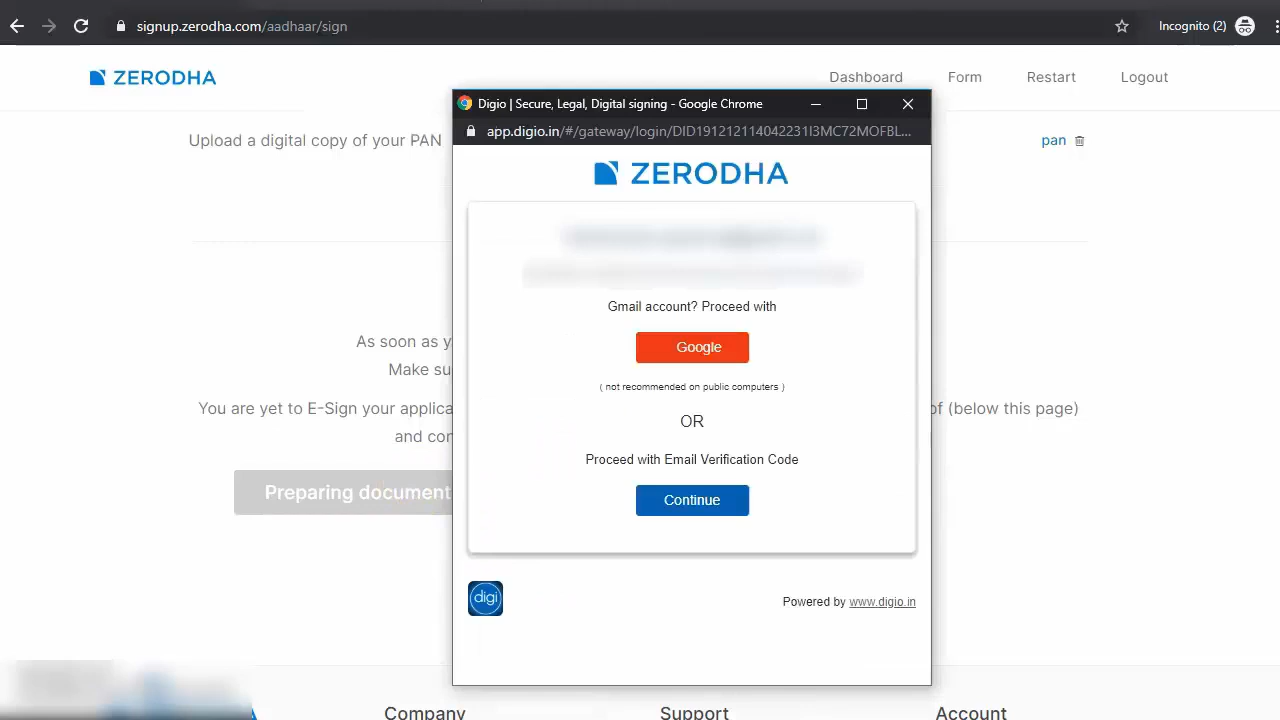 signup.zerodha.com/aadhaar/sign
Incognito (2)
ZERODHA
Dashboard Form Restart Logout
Digio | Secure, Legal, Digital signing - Google Chrome
app.digio.in/#/gateway/login/DID191212114042231I3MC72MOFBL...
Upload a digital copy of your PAN
pan
ZERODHA
Gmail account? Proceed with
Google
( not recommended on public computers )
OR
Proceed with Email Verification Code
Continue
digi
Powered by www.digio.in
As soon as y
Make su
You are yet to E-Sign your applica
of (below this page)
and con
Preparing document
Company Support Account